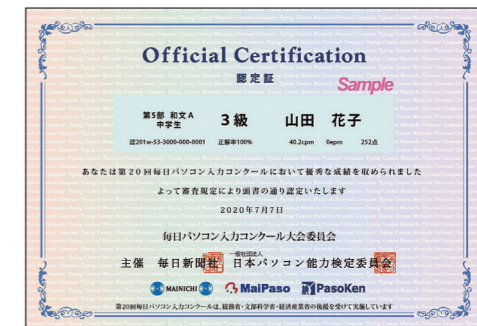 Official Certification
認定証
Sample
第5部 和文A
中学生
3級
山田 花子
認201w-53-3000-000-0001 正解率100% 40.2cpm 0epm 252点
あなたは第20回毎日パソコン入力コンクールにおいて優秀な成績を収められました
よって審査規定により頭書の通り認定いたします
2020年7月7日
毎日パソコン入力コンクール大会委員会
主催 毎日新聞社 一般社団法人 日本パソコン能力検定委員会
MAINICHI MaiPaso PasoKen
第20回毎日パソコン入力コンクールは、総務省・文部科学省・経済産業省の後援を受けて実施しています